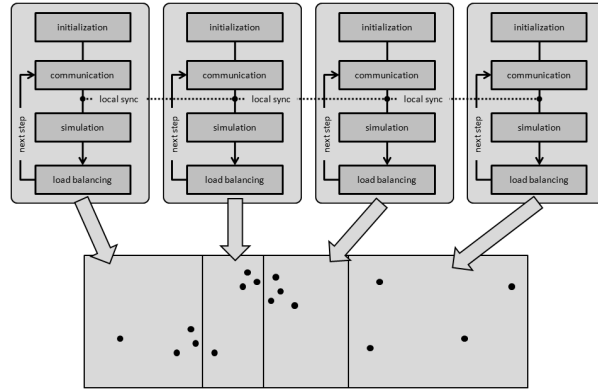 initialization
initialization
initialization
initialization
communication
communication
communication
communication
local sync
local sync
local sync
next step
next step
next step
next step
simulation
simulation
simulation
simulation
load balancing
load balancing
load balancing
load balancing